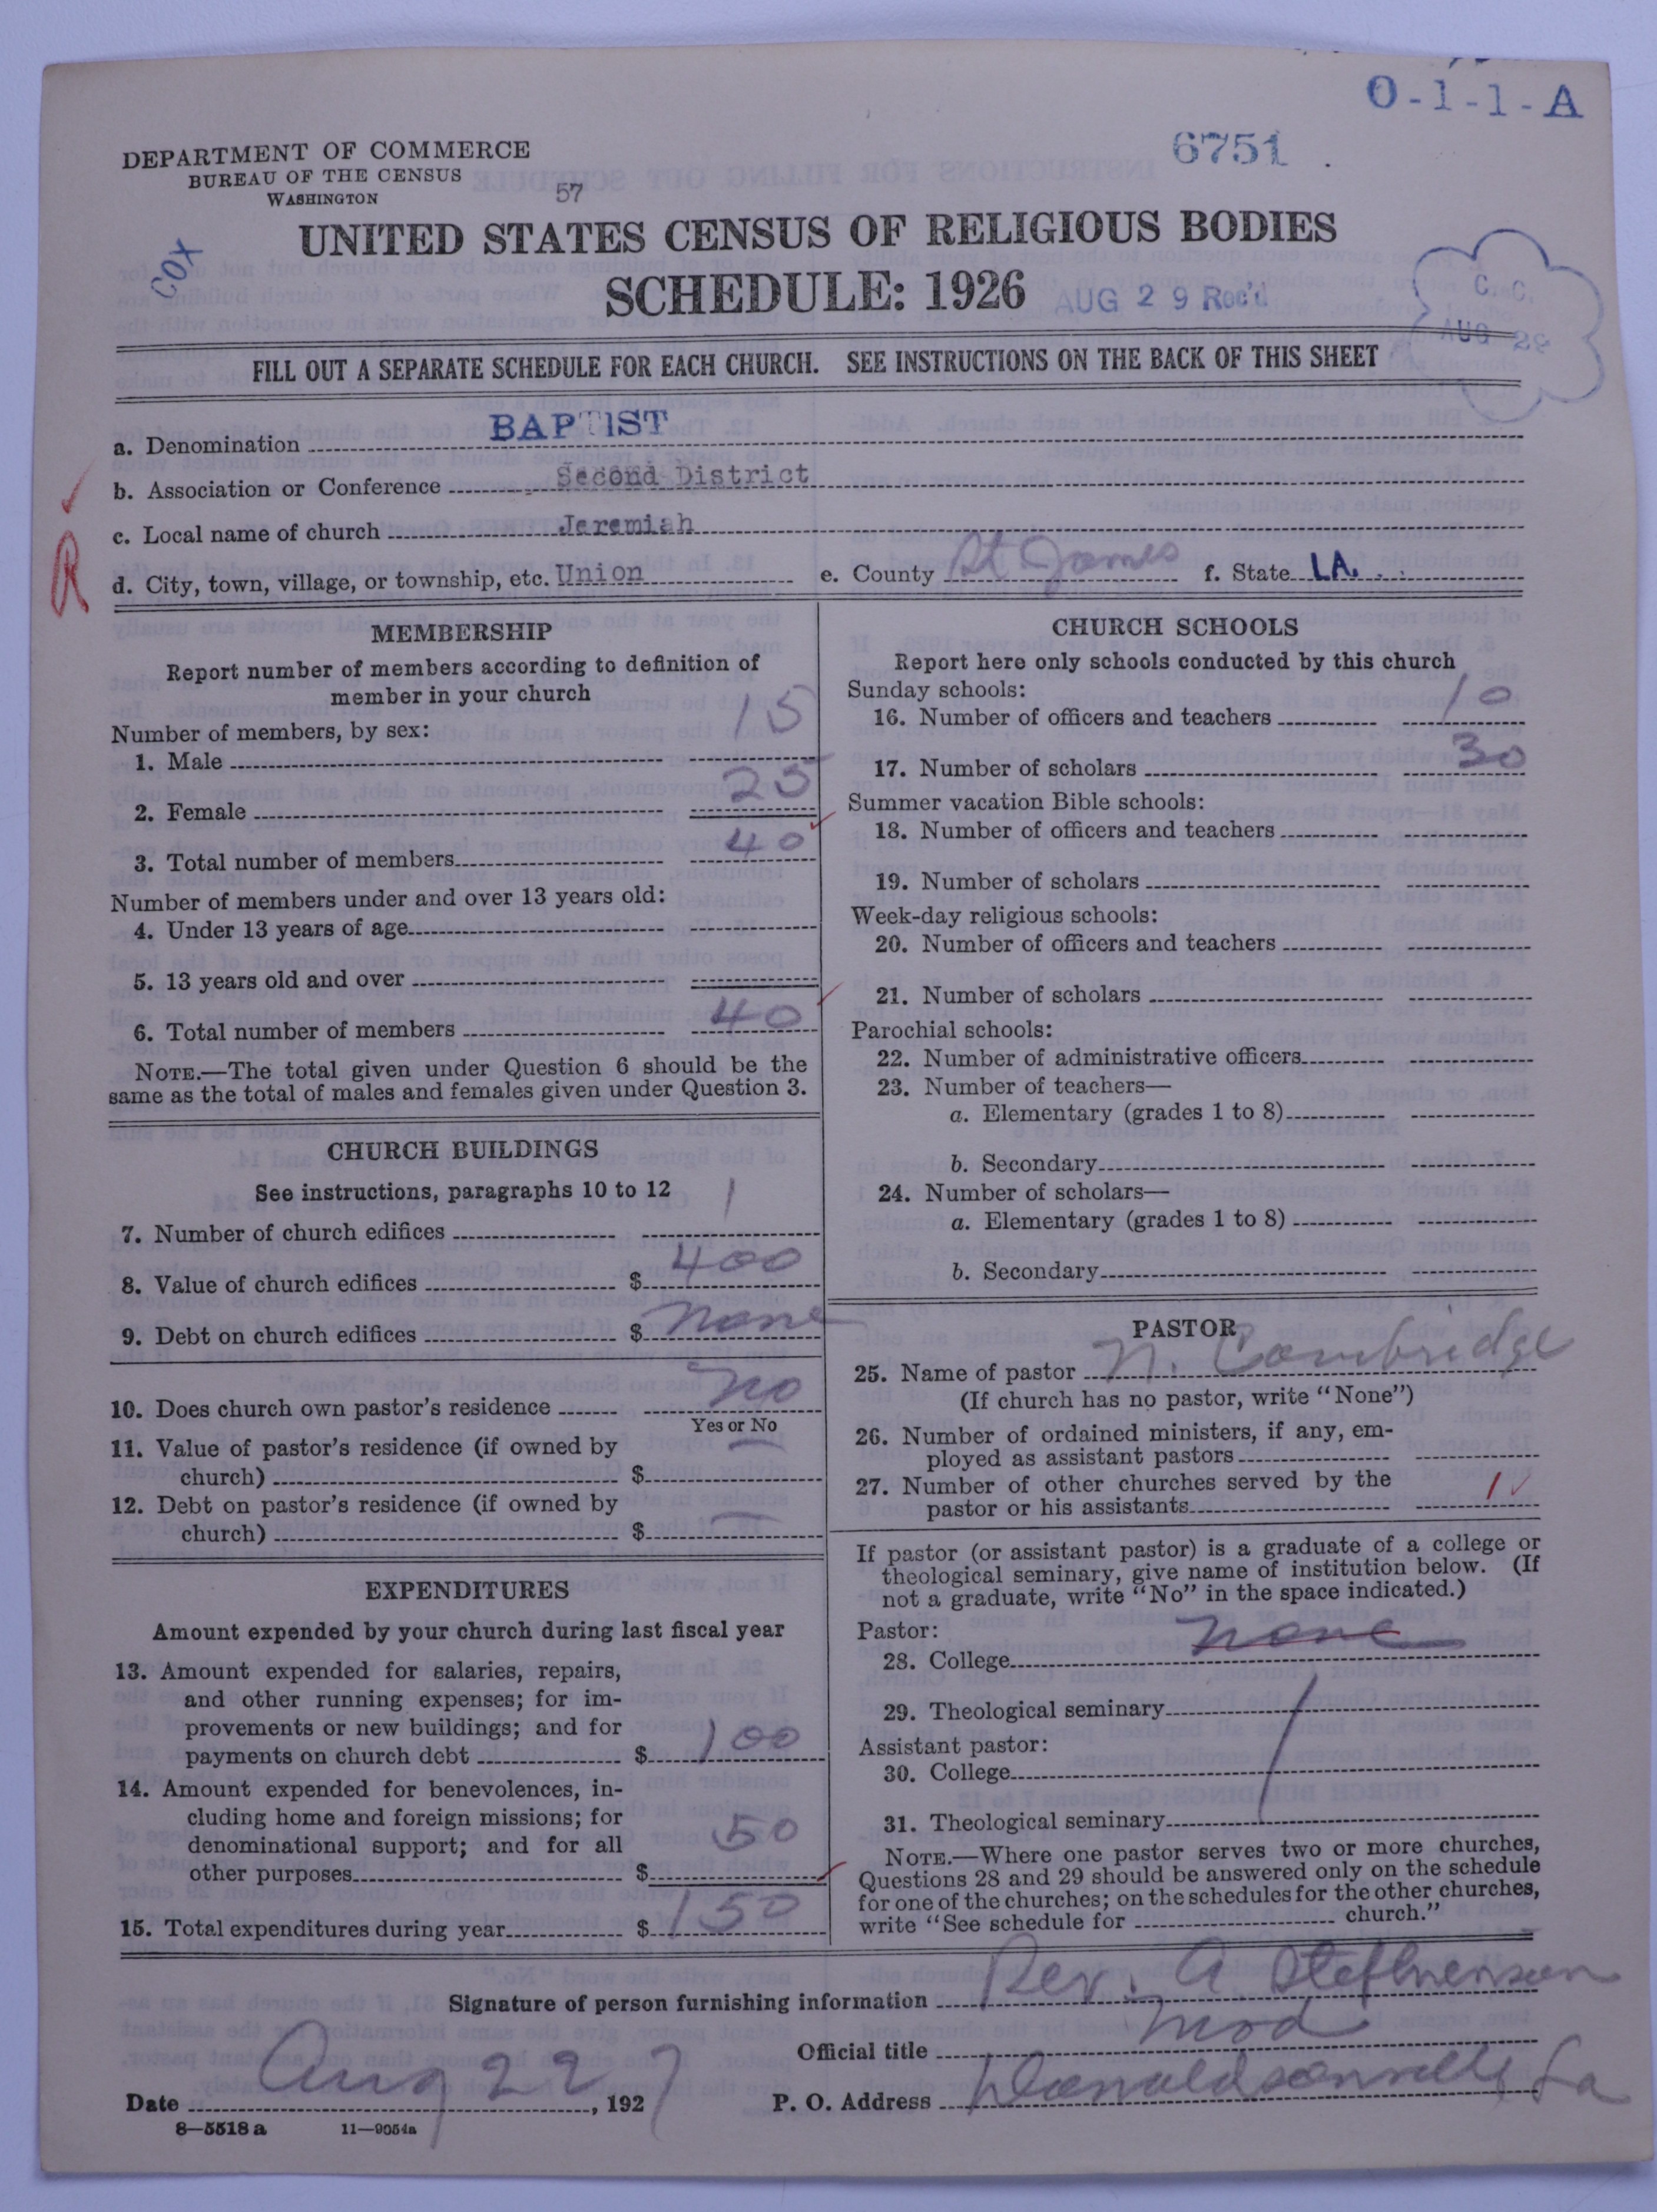 O-1-1-A
6751
DEPARTMENT OF COMMERCE
BUREAU OF THE CENSUS
WASHINGTON
57
COX
UNITED STATES CENSUS OF RELIGIOUS BODIES
SCHEDULE: 1926
AUG 29 Rec'd
C. C.
AUG 29
FILL OUT A SEPARATE SCHEDULE FOR EACH CHURCH. SEE INSTRUCTIONS ON THE BACK OF THIS SHEET
a. Denomination BAPTIST
b. Association or Conference Second District
c. Local name of church Jeremiah
R
d. City, town, village, or township, etc. Union e. County St James f. State LA.
MEMBERSHIP
Report number of members according to definition of
member in your church
Number of members, by sex:
1. Male 15
2. Female 25
3. Total number of members 40
Number of members under and over 13 years old:
4. Under 13 years of age
5. 13 years old and over
6. Total number of members 40
NOTE.—The total given under Question 6 should be the
same as the total of males and females given under Question 3.
CHURCH BUILDINGS
See instructions, paragraphs 10 to 12
7. Number of church edifices 1
8. Value of church edifices $ 400
9. Debt on church edifices $ none
10. Does church own pastor's residence no
Yes or No
11. Value of pastor's residence (if owned by
church) $ —
12. Debt on pastor's residence (if owned by
church) $ —
EXPENDITURES
Amount expended by your church during last fiscal year
13. Amount expended for salaries, repairs,
and other running expenses; for im-
provements or new buildings; and for
payments on church debt $ 100
14. Amount expended for benevolences, in-
cluding home and foreign missions; for
denominational support; and for all
other purposes $ 50
15. Total expenditures during year $ 150
CHURCH SCHOOLS
Report here only schools conducted by this church
Sunday schools:
16. Number of officers and teachers 10
17. Number of scholars 30
Summer vacation Bible schools:
18. Number of officers and teachers
19. Number of scholars
Week-day religious schools:
20. Number of officers and teachers
21. Number of scholars
Parochial schools:
22. Number of administrative officers
23. Number of teachers—
a. Elementary (grades 1 to 8)
b. Secondary
24. Number of scholars—
a. Elementary (grades 1 to 8)
b. Secondary
PASTOR
25. Name of pastor N. Combridge
(If church has no pastor, write "None")
26. Number of ordained ministers, if any, em-
ployed as assistant pastors
27. Number of other churches served by the
pastor or his assistants 1
If pastor (or assistant pastor) is a graduate of a college or
theological seminary, give name of institution below. (If
not a graduate, write "No" in the space indicated.)
Pastor:
28. College none
29. Theological seminary
Assistant pastor:
30. College
31. Theological seminary
NOTE.—Where one pastor serves two or more churches,
Questions 28 and 29 should be answered only on the schedule
for one of the churches; on the schedules for the other churches,
write "See schedule for church."
Signature of person furnishing information Rev. A Stephenson
Official title Mod
Date Aug 22, 1927 P. O. Address Donaldsonville La
8—5518 a 11—9054a